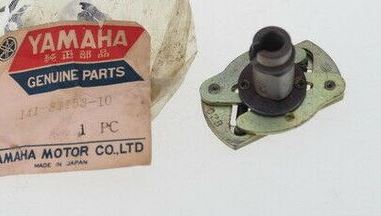 YAMAHA
純正部品
GENUINE PARTS
1 PC
YAMAHA MOTOR CO.,LTD
MADE IN JAPAN